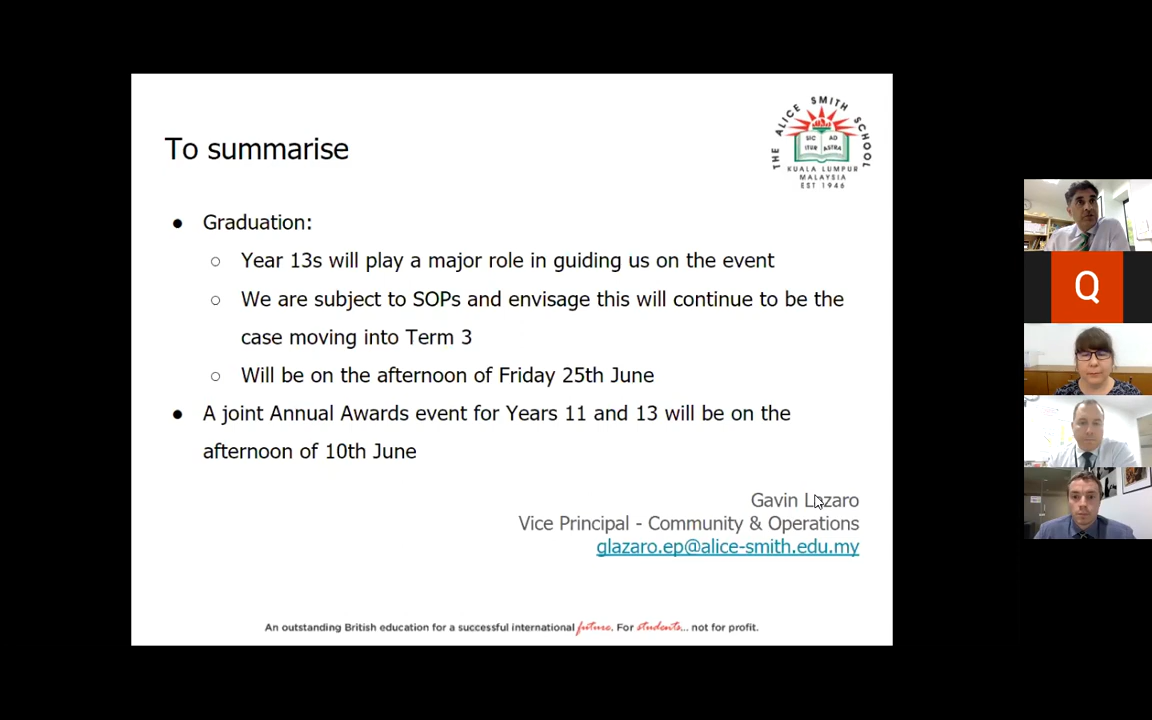 To summarise
THE ALICE SMITH SCHOOL
SIC ITUR AD ASTRA
KUALA LUMPUR
MALAYSIA
EST 1946
● Graduation:
○ Year 13s will play a major role in guiding us on the event
○ We are subject to SOPs and envisage this will continue to be the
case moving into Term 3
○ Will be on the afternoon of Friday 25th June
● A joint Annual Awards event for Years 11 and 13 will be on the
afternoon of 10th June
Gavin Lazaro
Vice Principal - Community & Operations
glazaro.ep@alice-smith.edu.my
An outstanding British education for a successful international future. For students... not for profit.
Q